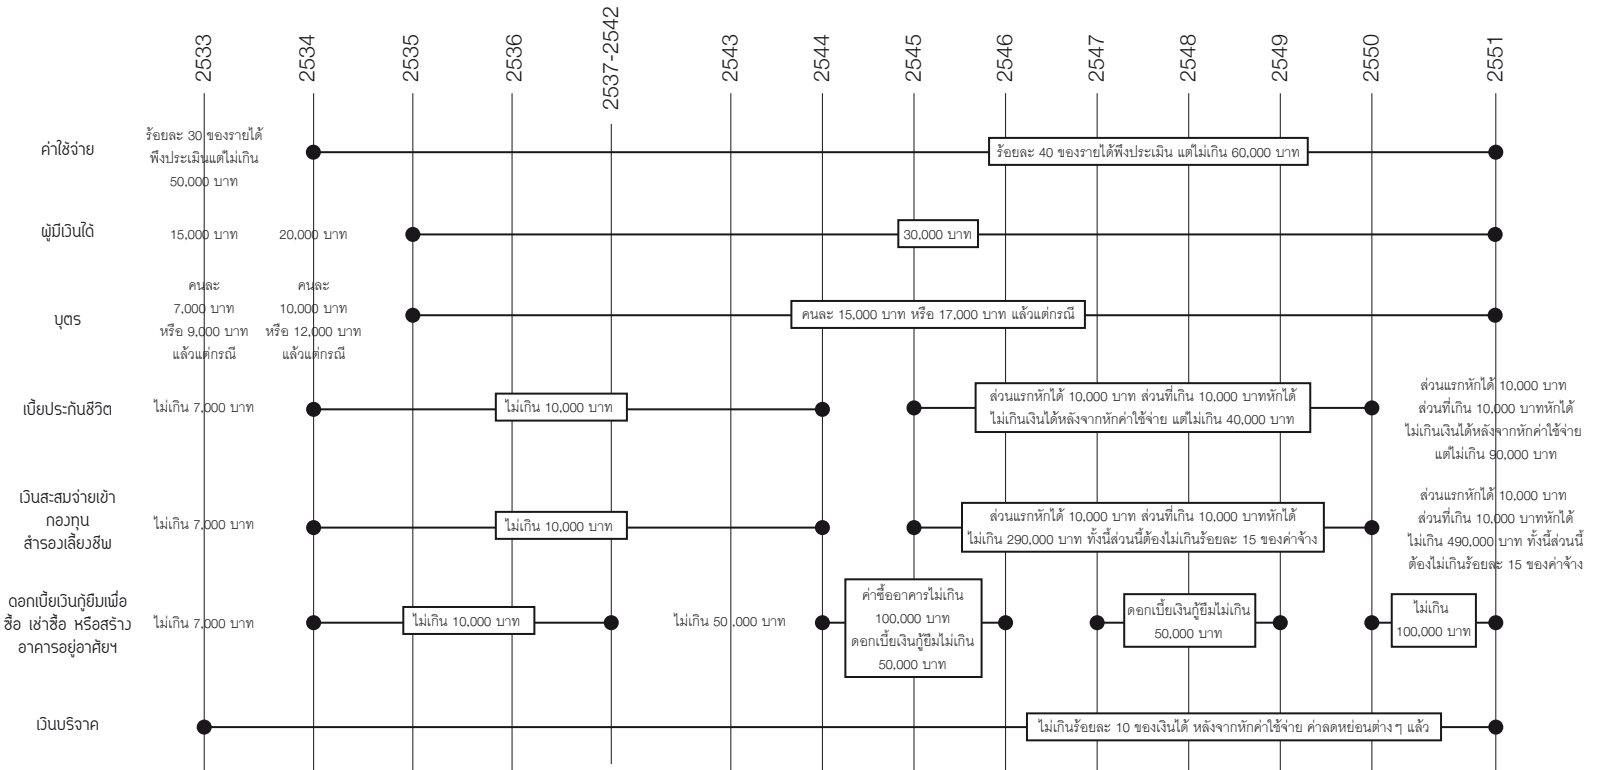 2533
2534
2535
2536
2537-2542
2543
2544
2545
2546
2547
2548
2549
2550
2551
ค่าใช้จ่าย
ร้อยละ 30 ของรายได้
พึงประเมินแต่ไม่เกิน
50,000 บาท
ร้อยละ 40 ของรายได้พึงประเมิน แต่ไม่เกิน 60,000 บาท
ผู้มีเงินได้
15,000 บาท
20,000 บาท
30,000 บาท
บุตร
คนละ
7,000 บาท
หรือ 9,000 บาท
แล้วแต่กรณี
คนละ
10,000 บาท
หรือ 12,000 บาท
แล้วแต่กรณี
คนละ 15,000 บาท หรือ 17,000 บาท แล้วแต่กรณี
เบี้ยประกันชีวิต
ไม่เกิน 7,000 บาท
ไม่เกิน 10,000 บาท
ส่วนแรกหักได้ 10,000 บาท ส่วนที่เกิน 10,000 บาทหักได้
ไม่เกินเงินได้หลังจากหักค่าใช้จ่าย แต่ไม่เกิน 40,000 บาท
ส่วนแรกหักได้ 10,000 บาท
ส่วนที่เกิน 10,000 บาทหักได้
ไม่เกินเงินได้หลังจากหักค่าใช้จ่าย
แต่ไม่เกิน 90,000 บาท
เงินสะสมจ่ายเข้า
กองทุน
สำรองเลี้ยงชีพ
ไม่เกิน 7,000 บาท
ไม่เกิน 10,000 บาท
ส่วนแรกหักได้ 10,000 บาท ส่วนที่เกิน 10,000 บาทหักได้
ไม่เกิน 290,000 บาท ทั้งนี้ส่วนนี้ต้องไม่เกินร้อยละ 15 ของค่าจ้าง
ส่วนแรกหักได้ 10,000 บาท
ส่วนที่เกิน 10,000 บาทหักได้
ไม่เกิน 490,000 บาท ทั้งนี้ส่วนนี้
ต้องไม่เกินร้อยละ 15 ของค่าจ้าง
ดอกเบี้ยเงินกู้ยืมเพื่อ
ซื้อ เช่าซื้อ หรือสร้าง
อาคารอยู่อาศัยฯ
ไม่เกิน 7,000 บาท
ไม่เกิน 10,000 บาท
ไม่เกิน 50 ,000 บาท
ค่าซื้ออาคารไม่เกิน
100,000 บาท
ดอกเบี้ยเงินกู้ยืมไม่เกิน
50,000 บาท
ดอกเบี้ยเงินกู้ยืมไม่เกิน
50,000 บาท
ไม่เกิน
100,000 บาท
เงินบริจาค
ไม่เกินร้อยละ 10 ของเงินได้ หลังจากหักค่าใช้จ่าย ค่าลดหย่อนต่าง ๆ แล้ว